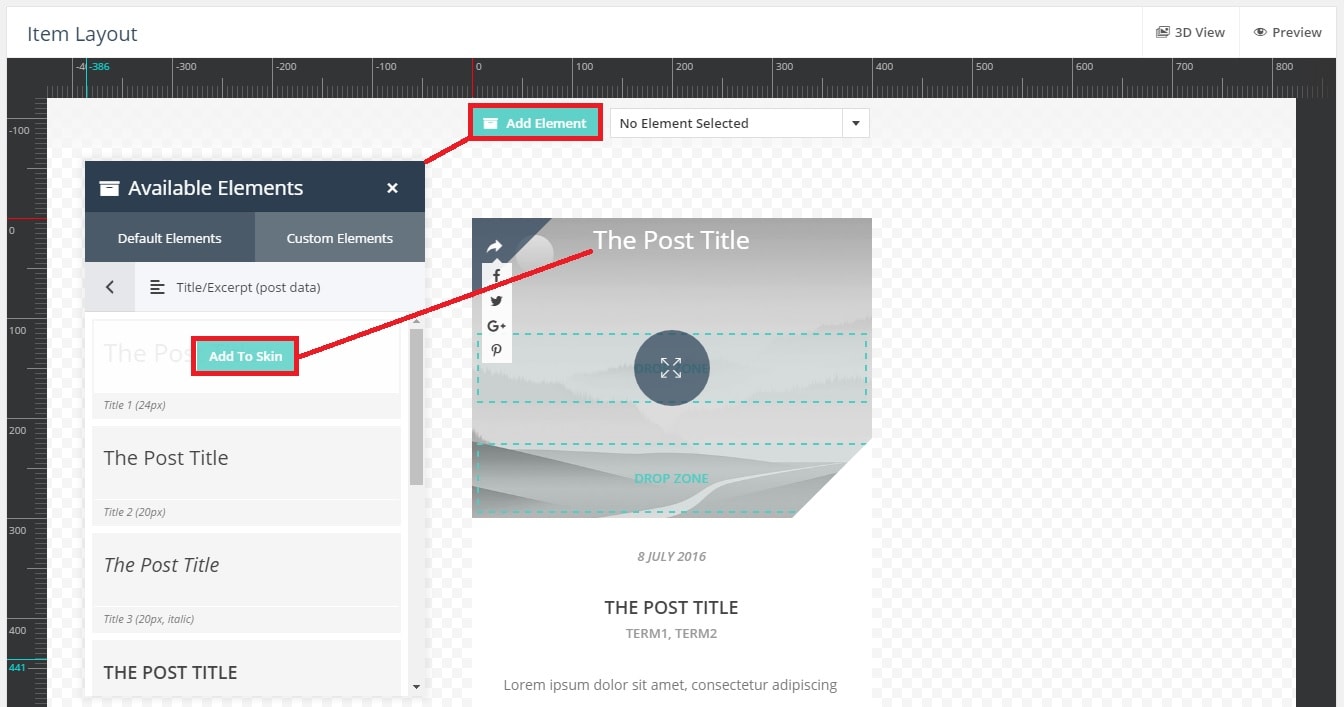 Item Layout
3D View
Preview
-386
-300
-200
-100
0
100
200
300
400
500
600
700
800
-100
0
100
200
300
400
441
Add Element
No Element Selected
Available Elements
Default Elements
Custom Elements
Title/Excerpt (post data)
The Pos
Add To Skin
Title 1 (24px)
The Post Title
Title 2 (20px)
The Post Title
Title 3 (20px, italic)
THE POST TITLE
The Post Title
DROP ZONE
DROP ZONE
8 JULY 2016
THE POST TITLE
TERM1, TERM2
Lorem ipsum dolor sit amet, consectetur adipiscing